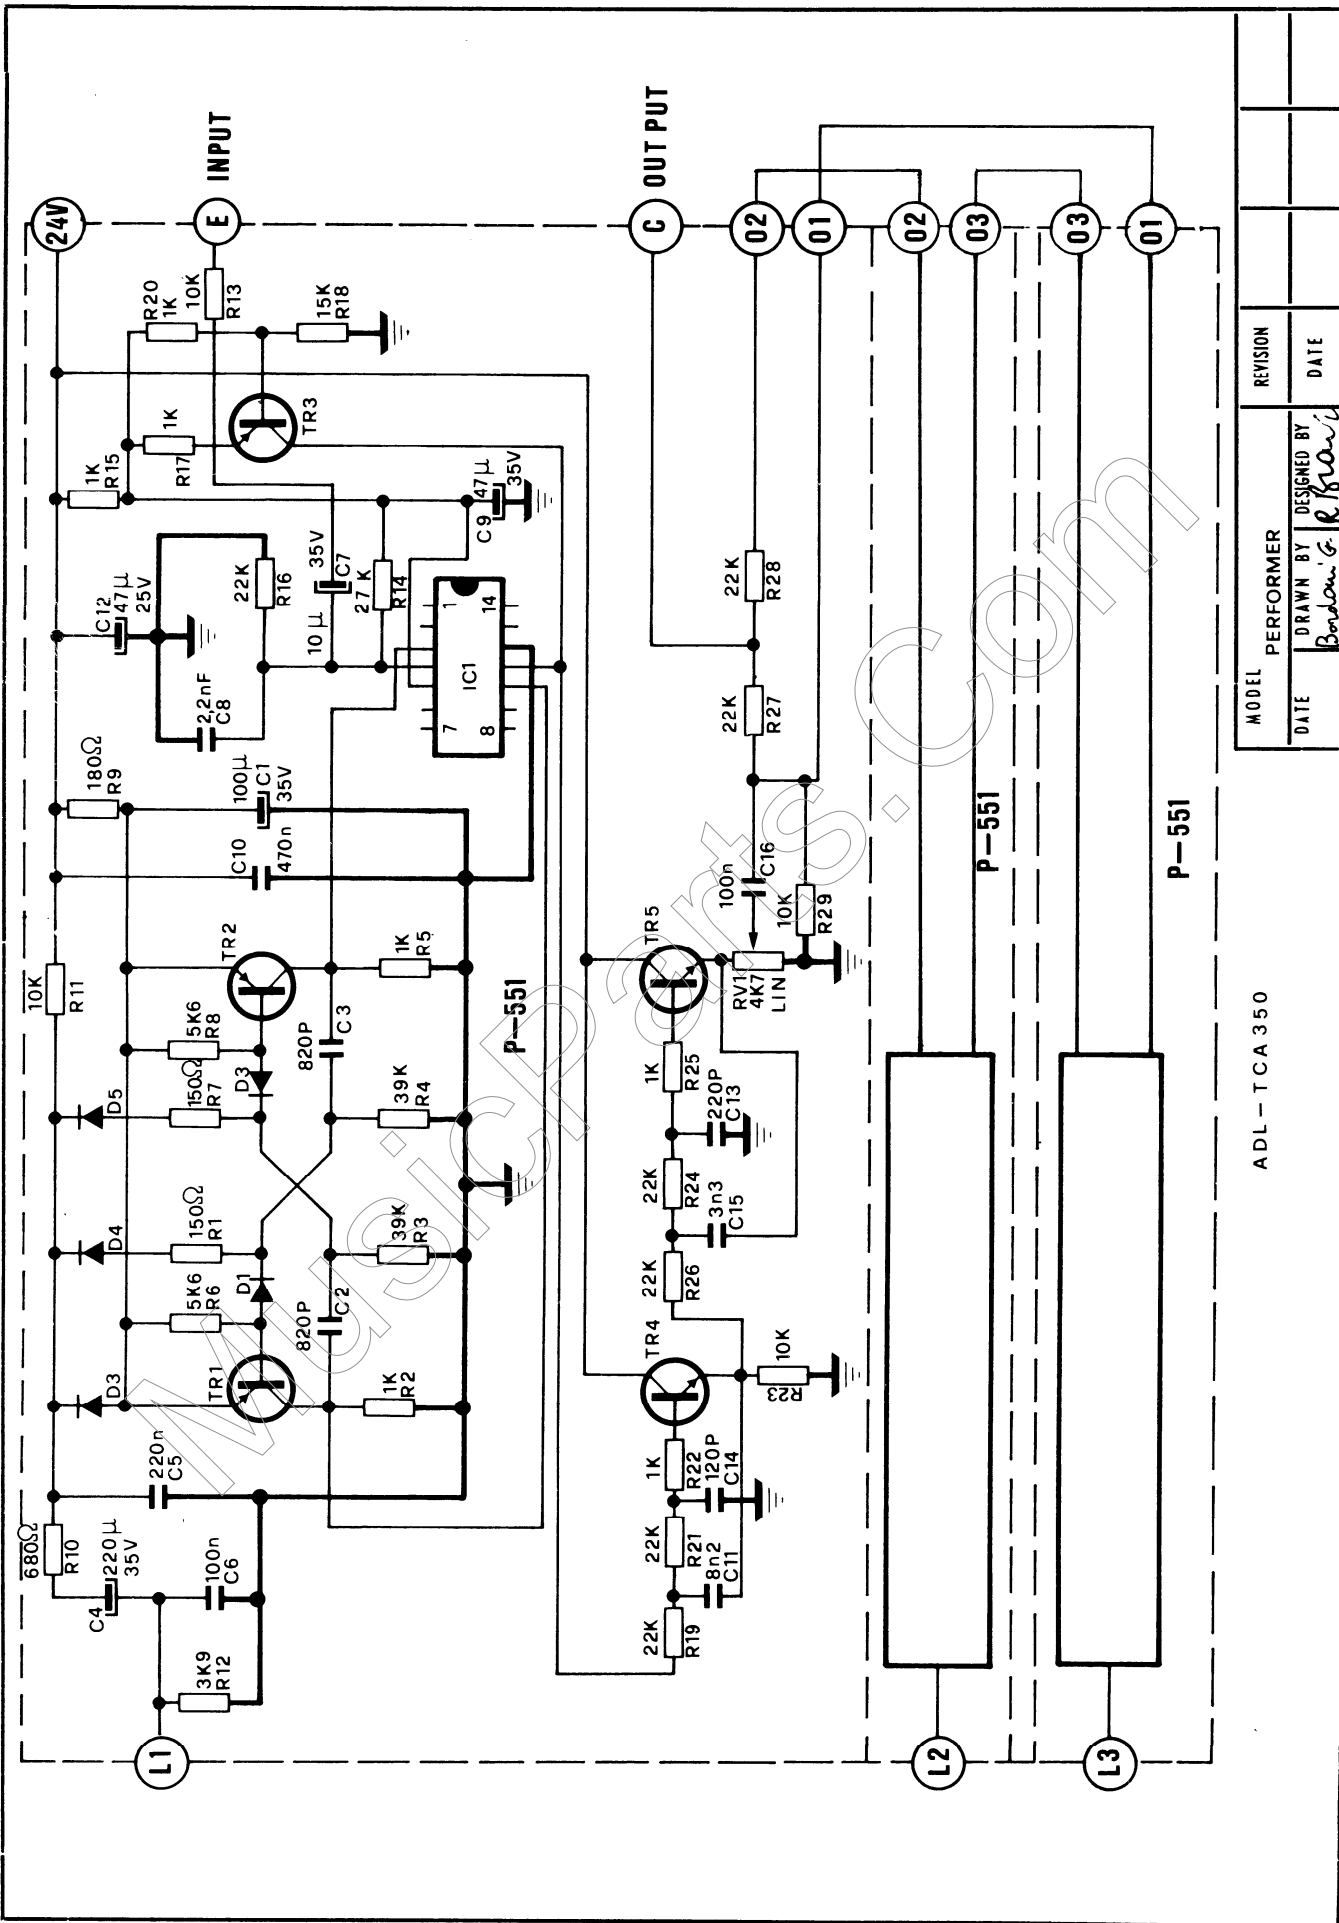 24V
E
INPUT
C
OUTPUT
02
01
02
03
03
01
L1
L2
L3
680Ω
R10
C4
220µ
35V
100n
C6
3K9
R12
220n
C5
D3
TR1
5K6
R6
D1
D4
150Ω
R1
820P
C2
1K
R2
39K
R3
D5
150Ω
R7
5K6
R8
D3
TR2
820P
C3
39K
R4
1K
R5
10K
R11
P-551
C10
470n
180Ω
R9
100µ
C1
35V
C12
47µ
25V
2,2nF
C8
22K
R16
10µ
35V
C7
27K
R14
IC1
1
14
7
8
C9
47µ
35V
1K
R15
1K
R17
R20
1K
10K
R13
TR3
15K
R18
22K
R19
8n2
C11
22K
R21
1K
R22
120P
C14
TR4
R23
10K
22K
R26
3n3
C15
22K
R24
220P
C13
1K
R25
TR5
RV1
4K7
LIN
100n
C16
10K
R29
22K
R27
22K
R28
P-551
P-551
ADL-TCA350
MODEL
PERFORMER
REVISION
DATE
DRAWN BY
DESIGNED BY
DATE
MusicParts.Com